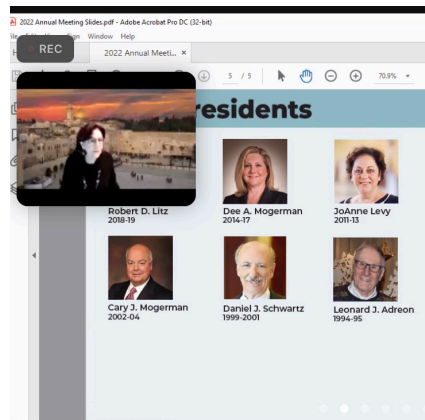 2022 Annual Meeting Slides.pdf - Adobe Acrobat Pro DC (32-bit)
Window Help
REC
2022 Annual Meeti... ×
5 / 5
70.9%
residents
Robert D. Litz
2018-19
Dee A. Mogerman
2014-17
JoAnne Levy
2011-13
Cary J. Mogerman
2002-04
Daniel J. Schwartz
1999-2001
Leonard J. Adreon
1994-95